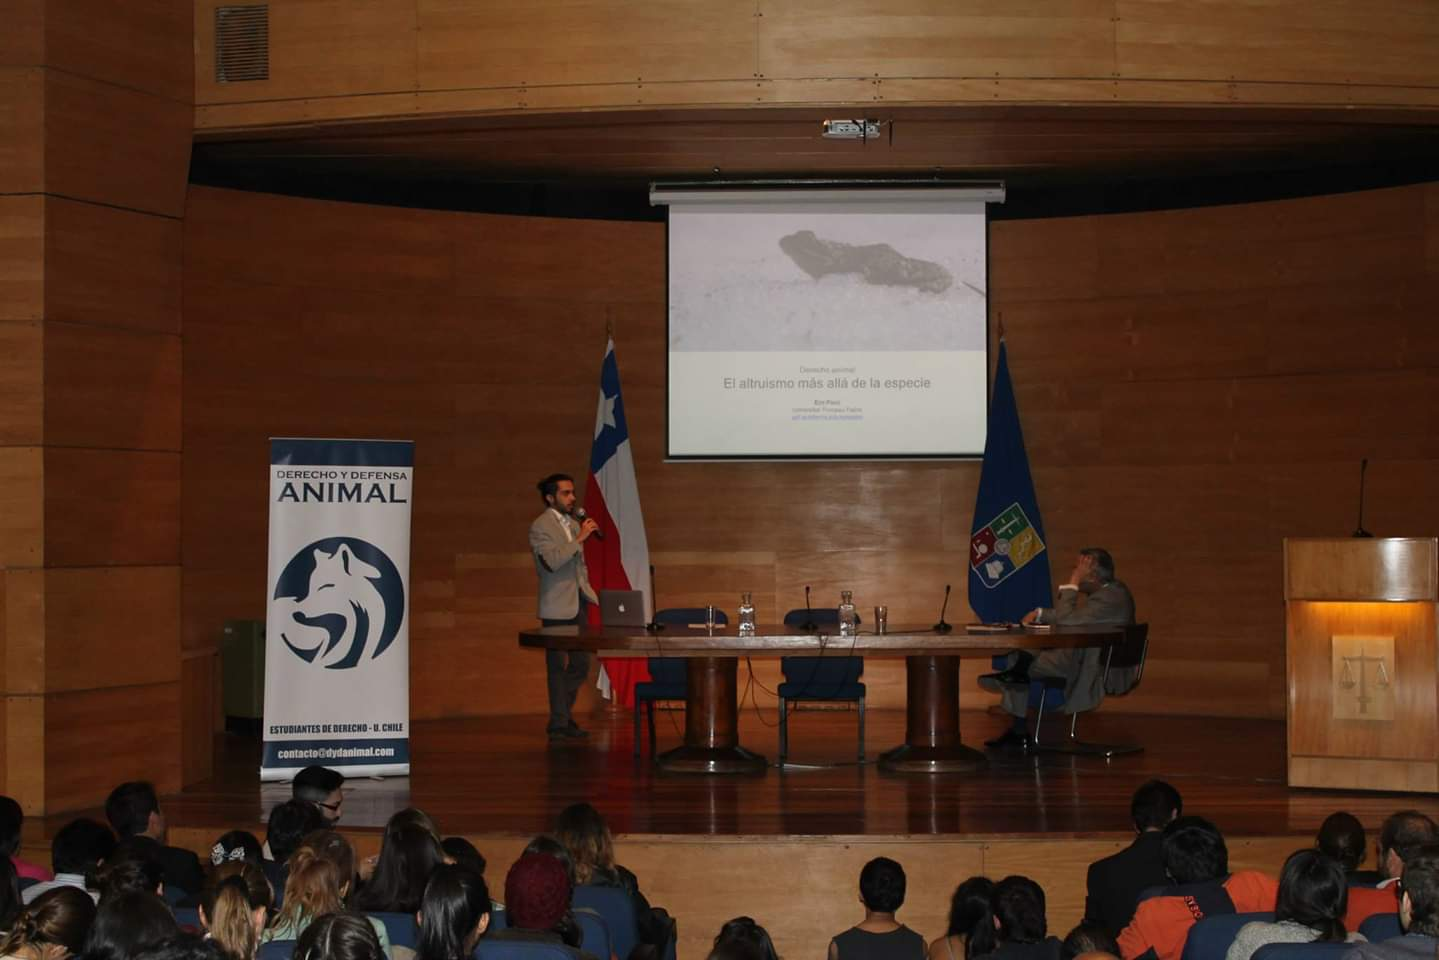 Derecho animal
El altruismo más allá de la especie
DERECHO Y DEFENSA
ANIMAL
ESTUDIANTES DE DERECHO - U. CHILE
contacto@dydanimal.com